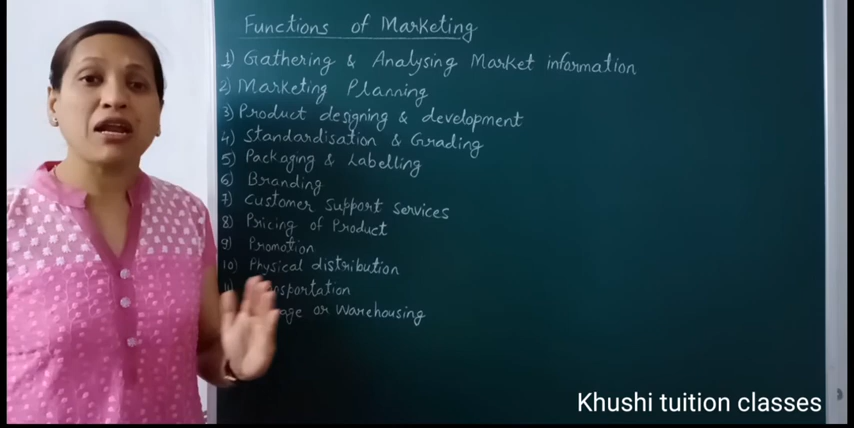 Functions of Marketing
1) Gathering & Analysing Market information
2) Marketing Planning
3) Product designing & development
4) Standardisation & Grading
5) Packaging & Labelling
6) Branding
7) Customer Support Services
8) Pricing of Product
9) Promotion
10) Physical distribution
nsportation
age or Warehousing
Khushi tuition classes